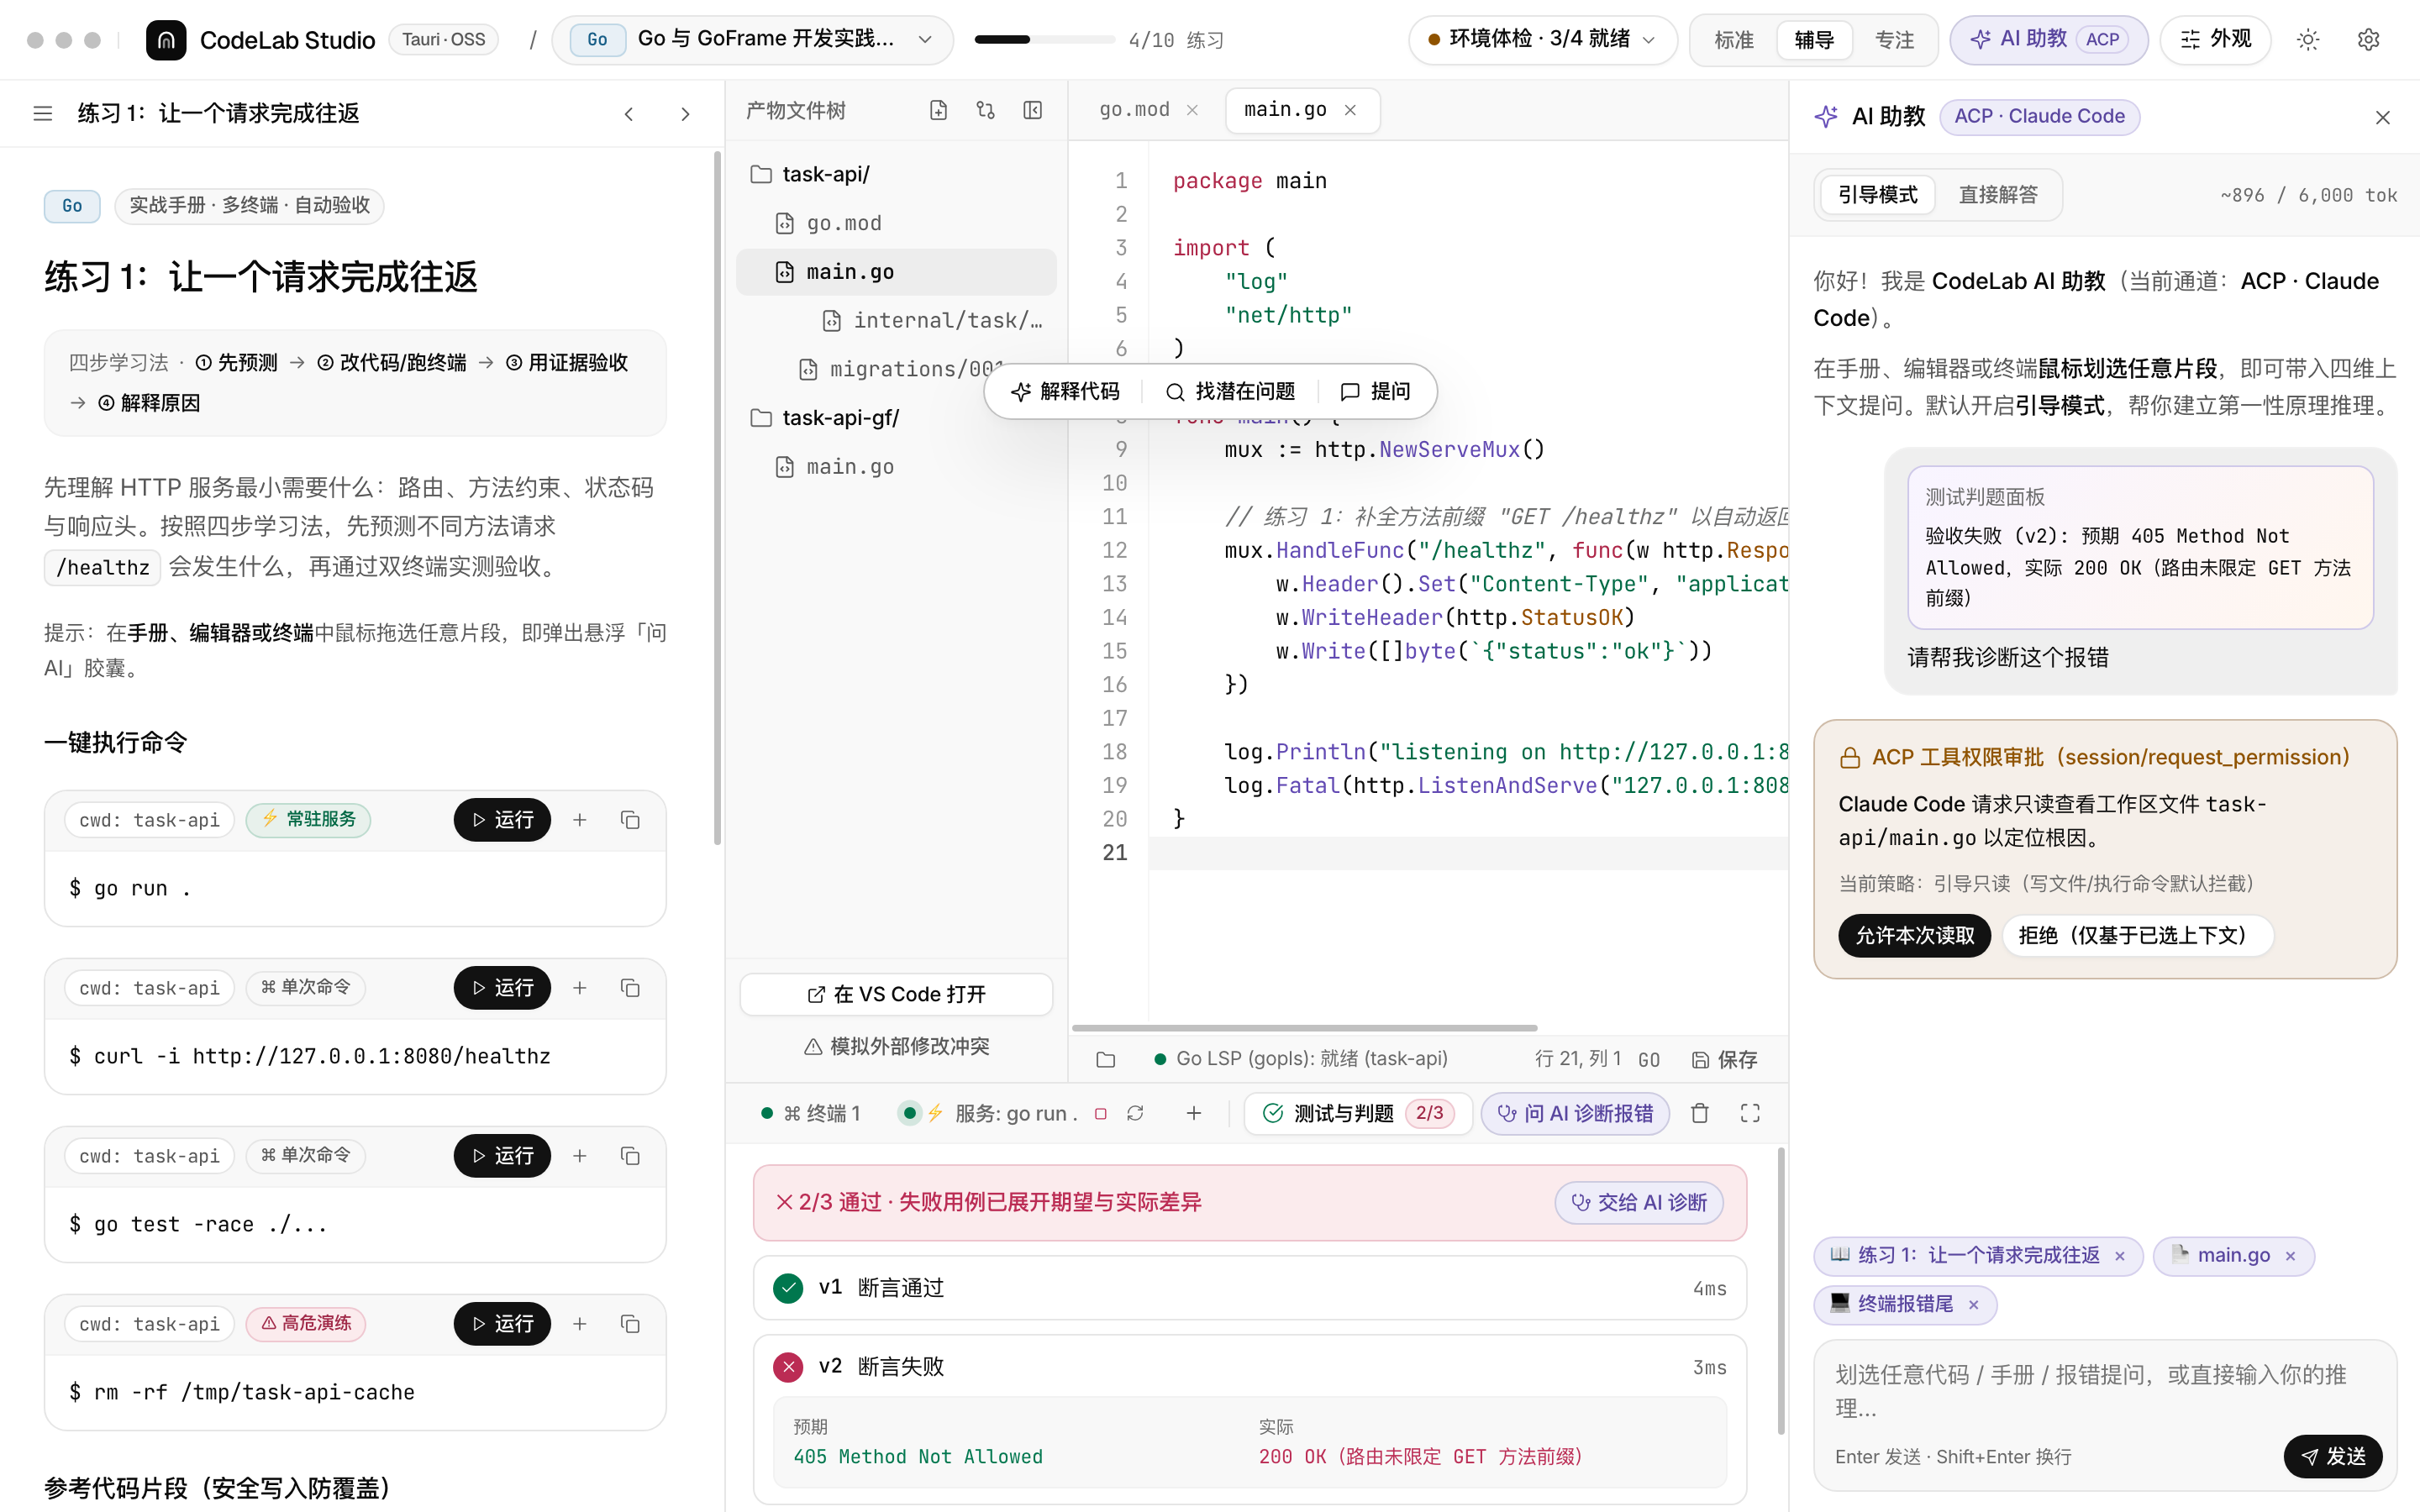 CodeLab Studio Tauri · OSS / Go Go 与 GoFrame 开发实践... 4/10 练习 环境体检 · 3/4 就绪 标准 辅导 专注 AI 助教 ACP 外观
练习 1：让一个请求完成往返
Go 实战手册 · 多终端 · 自动验收
练习 1：让一个请求完成往返
四步学习法 · ① 先预测 → ② 改代码/跑终端 → ③ 用证据验收
→ ④ 解释原因
先理解 HTTP 服务最小需要什么：路由、方法约束、状态码
与响应头。按照四步学习法，先预测不同方法请求
/healthz 会发生什么，再通过双终端实测验收。
提示：在手册、编辑器或终端中鼠标拖选任意片段，即弹出悬浮「问
AI」胶囊。
一键执行命令
cwd: task-api ⚡ 常驻服务 运行
$ go run .
cwd: task-api ⌘ 单次命令 运行
$ curl -i http://127.0.0.1:8080/healthz
cwd: task-api ⌘ 单次命令 运行
$ go test -race ./...
cwd: task-api 高危演练 运行
$ rm -rf /tmp/task-api-cache
参考代码片段（安全写入防覆盖）
产物文件树
task-api/
go.mod
main.go
internal/task/…
migrations/001
task-api-gf/
main.go
在 VS Code 打开
模拟外部修改冲突
go.mod × main.go ×
1 package main
2
3 import (
4 "log"
5 "net/http"
6 )
解释代码 找潜在问题 提问
8 func main() {
9 mux := http.NewServeMux()
10
11 // 练习 1：补全方法前缀 "GET /healthz" 以自动返回
12 mux.HandleFunc("/healthz", func(w http.Respo
13 w.Header().Set("Content-Type", "applicat
14 w.WriteHeader(http.StatusOK)
15 w.Write([]byte(`{"status":"ok"}`))
16 })
17
18 log.Println("listening on http://127.0.0.1:8
19 log.Fatal(http.ListenAndServe("127.0.0.1:808
20 }
21
Go LSP (gopls): 就绪 (task-api) 行 21, 列 1 GO 保存
⌘ 终端 1 ⚡ 服务: go run . + 测试与判题 2/3 问 AI 诊断报错
× 2/3 通过 · 失败用例已展开期望与实际差异 交给 AI 诊断
v1 断言通过 4ms
v2 断言失败 3ms
预期 实际
405 Method Not Allowed 200 OK（路由未限定 GET 方法前缀）
AI 助教 ACP · Claude Code
引导模式 直接解答 ~896 / 6,000 tok
你好！我是 CodeLab AI 助教（当前通道：ACP · Claude
Code）。
在手册、编辑器或终端鼠标划选任意片段，即可带入四维上
下文提问。默认开启引导模式，帮你建立第一性原理推理。
测试判题面板
验收失败 (v2): 预期 405 Method Not
Allowed，实际 200 OK（路由未限定 GET 方法
前缀）
请帮我诊断这个报错
ACP 工具权限审批（session/request_permission）
Claude Code 请求只读查看工作区文件 task-
api/main.go 以定位根因。
当前策略：引导只读（写文件/执行命令默认拦截）
允许本次读取 拒绝（仅基于已选上下文）
练习 1：让一个请求完成往返 × main.go ×
终端报错尾 ×
划选任意代码 / 手册 / 报错提问，或直接输入你的推
理...
Enter 发送 · Shift+Enter 换行 发送